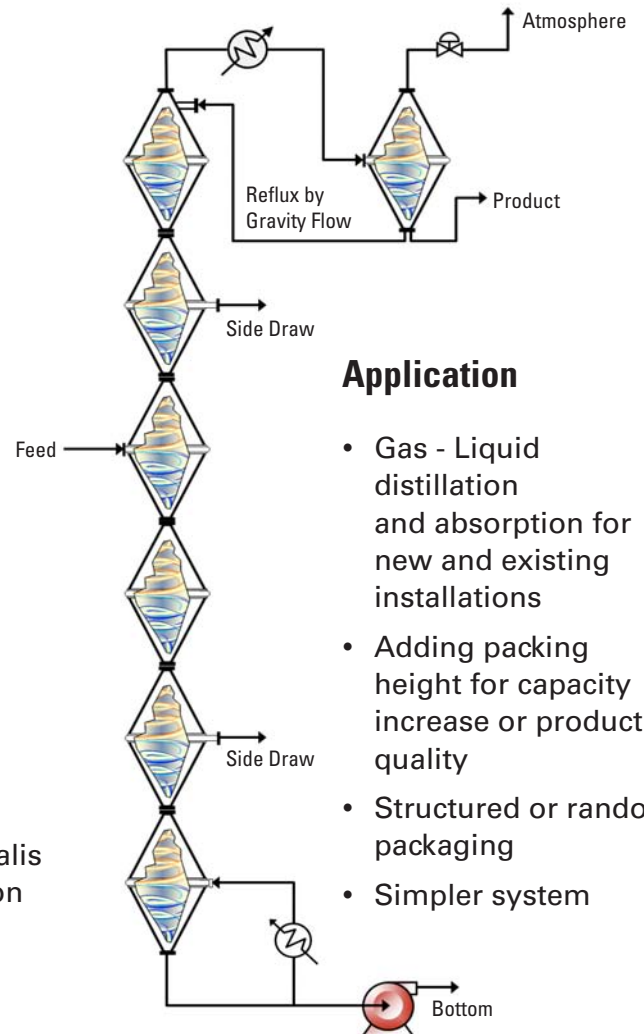 Atmosphere
Reflux by
Gravity Flow
Product
Side Draw
Application
Feed
• Gas - Liquid
distillation
and absorption for
new and existing
installations
• Adding packing
height for capacity
increase or product
quality
Side Draw
• Structured or rando
packaging
• Simpler system
alis
on
Bottom